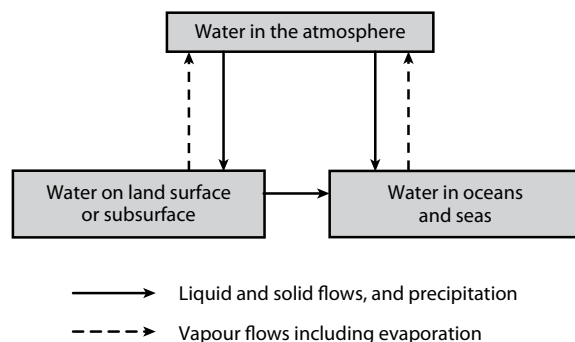 Water in the atmosphere
Water on land surface
or subsurface
Water in oceans
and seas
Liquid and solid flows, and precipitation
Vapour flows including evaporation